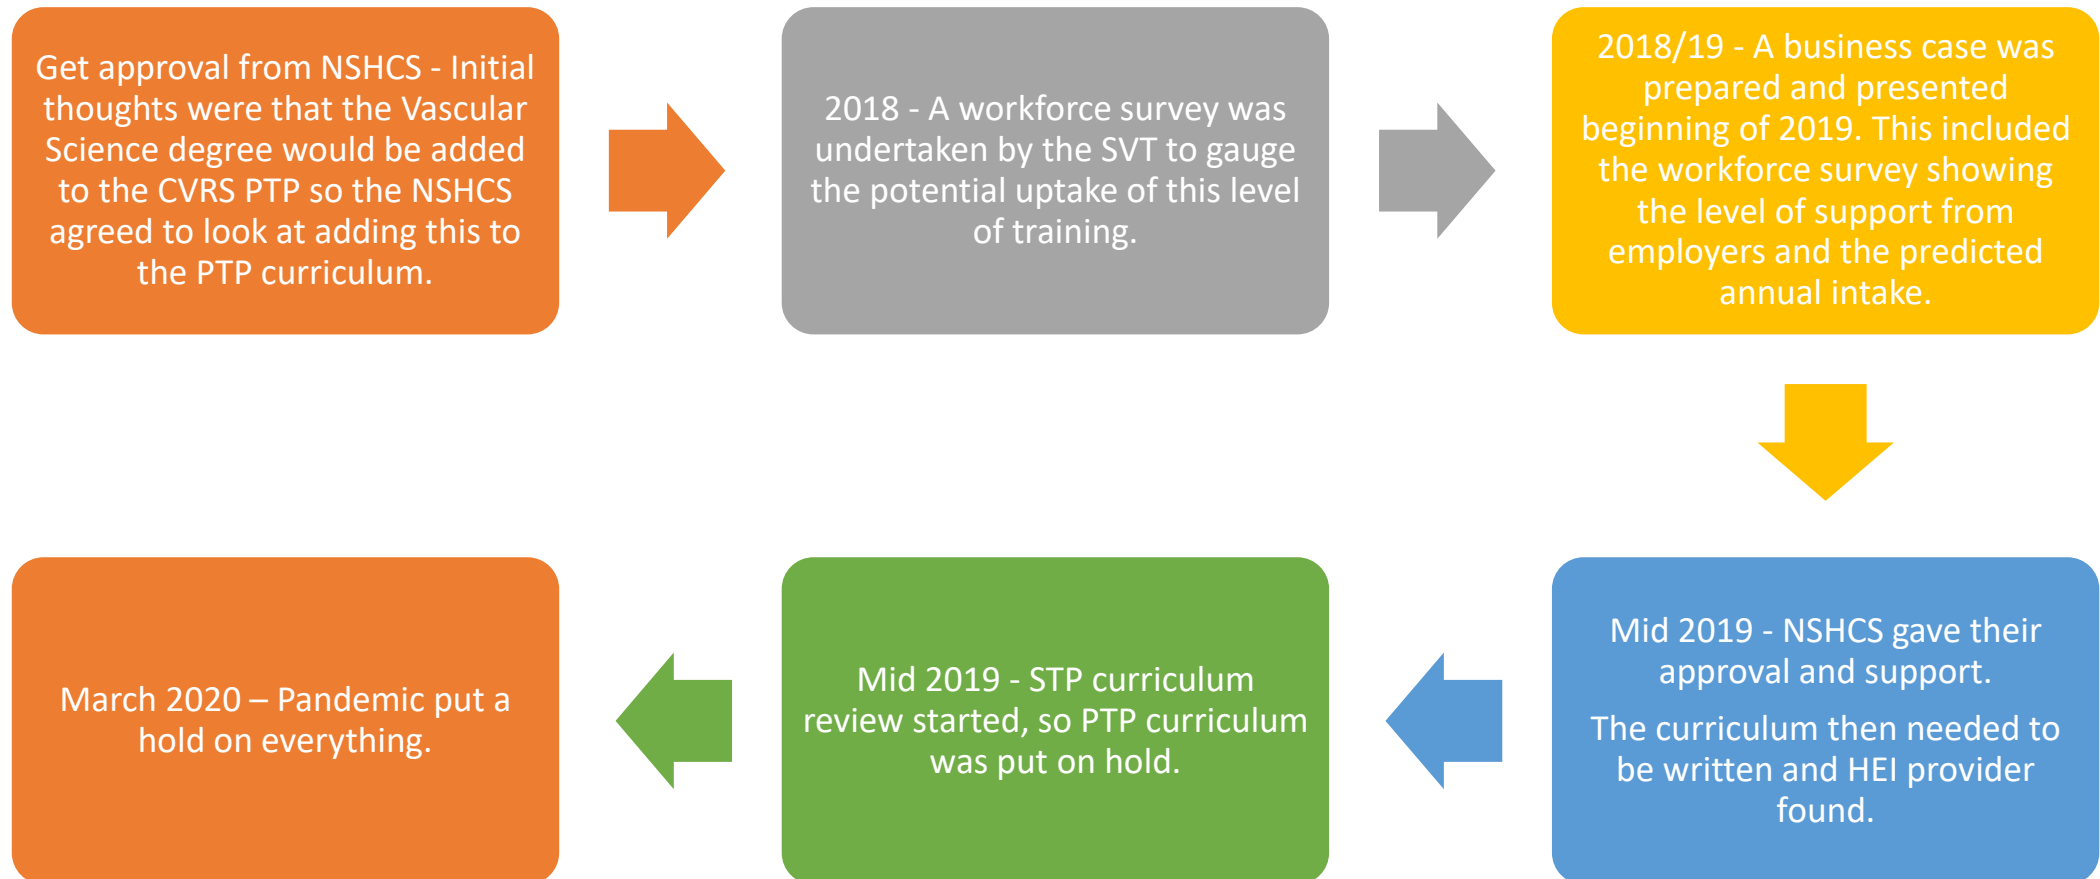 Get approval from NSHCS - Initial
thoughts were that the Vascular
Science degree would be added
to the CVRS PTP so the NSHCS
agreed to look at adding this to
the PTP curriculum.
2018 - A workforce survey was
undertaken by the SVT to gauge
the potential uptake of this level
of training.
2018/19 - A business case was
prepared and presented
beginning of 2019. This included
the workforce survey showing
the level of support from
employers and the predicted
annual intake.
Mid 2019 - NSHCS gave their
approval and support.
The curriculum then needed to
be written and HEI provider
found.
Mid 2019 - STP curriculum
review started, so PTP curriculum
was put on hold.
March 2020 – Pandemic put a
hold on everything.